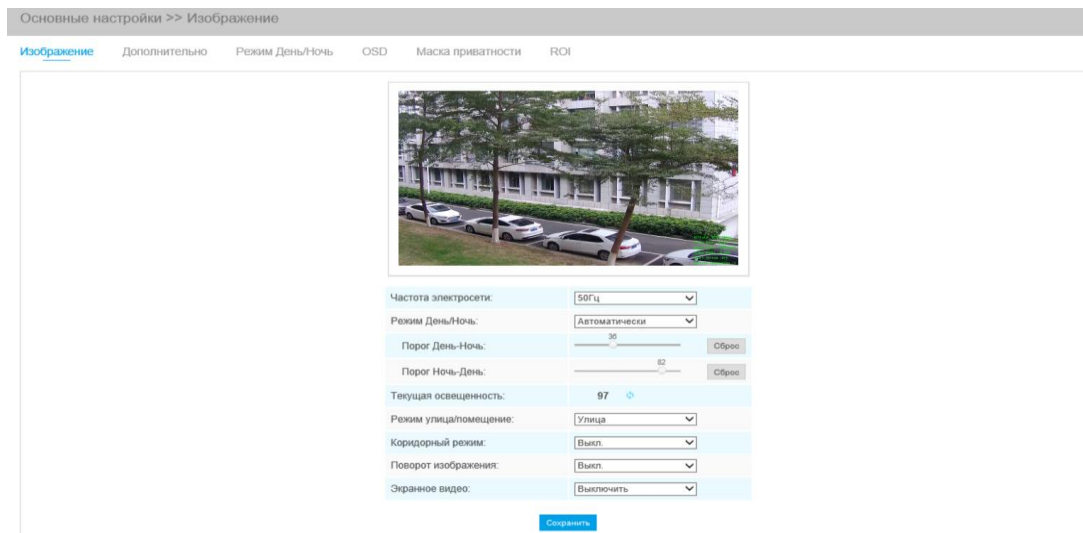 Основные настройки >> Изображение
Изображение Дополнительно Режим День/Ночь OSD Маска приватности ROI
Частота электросети: 50Гц
Режим День/Ночь: Автоматически
36
Порог День-Ночь: Сброс
82
Порог Ночь-День: Сброс
Текущая освещенность: 97
Режим улица/помещение: Улица
Коридорный режим: Выкл.
Поворот изображения: Выкл.
Экранное видео: Выключить
Сохранить